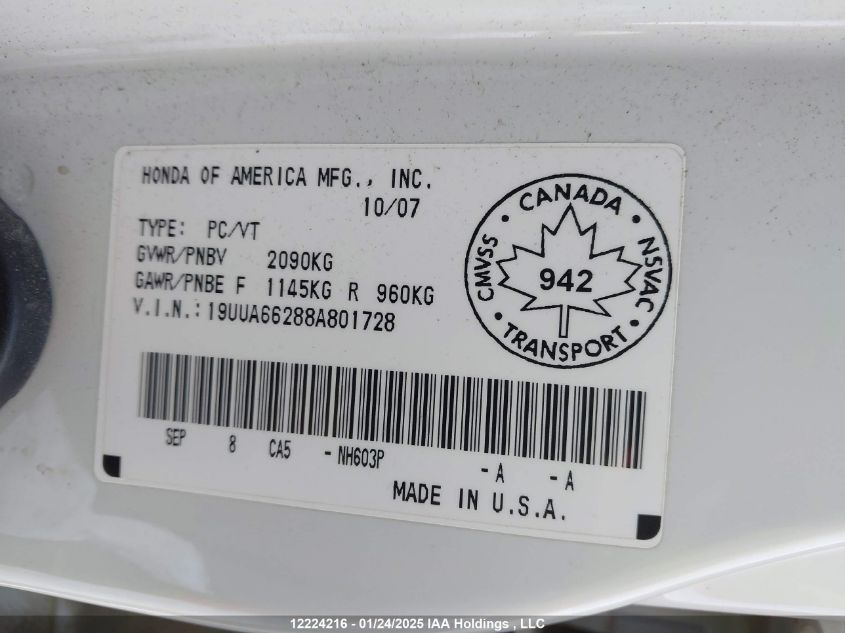 HONDA OF AMERICA MFG., INC.
10/07
TYPE: PC/VT
GVWR/PNBV 2090KG
GAWR/PNBE F 1145KG R 960KG
V.I.N.: 19UUA66288A801728
CANADA
CMVSS
NSVAC
942
TRANSPORT
SEP 8 CA5 -NH603P -A -A
MADE IN U.S.A.
12224216 - 01/24/2025 IAA Holdings , LLC